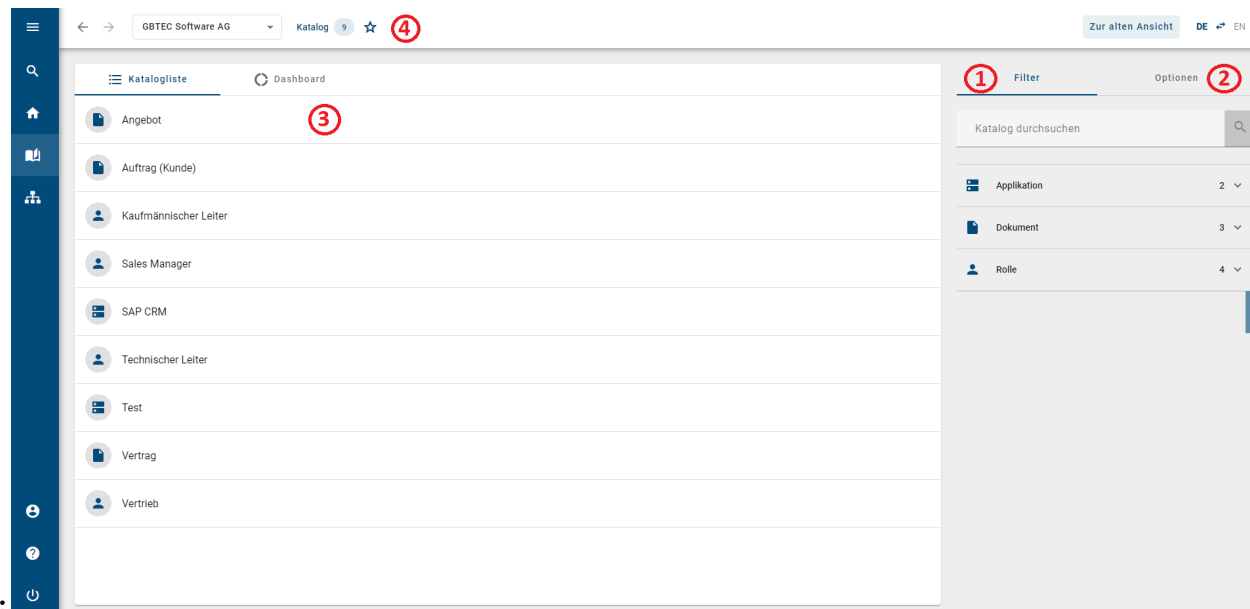 GBTEC Software AG Katalog 9 4 Zur alten Ansicht DE EN
Katalogliste Dashboard
3
Angebot
Auftrag (Kunde)
Kaufmännischer Leiter
Sales Manager
SAP CRM
Technischer Leiter
Test
Vertrag
Vertrieb
1 Filter Optionen 2
Katalog durchsuchen
Applikation 2
Dokument 3
Rolle 4
?